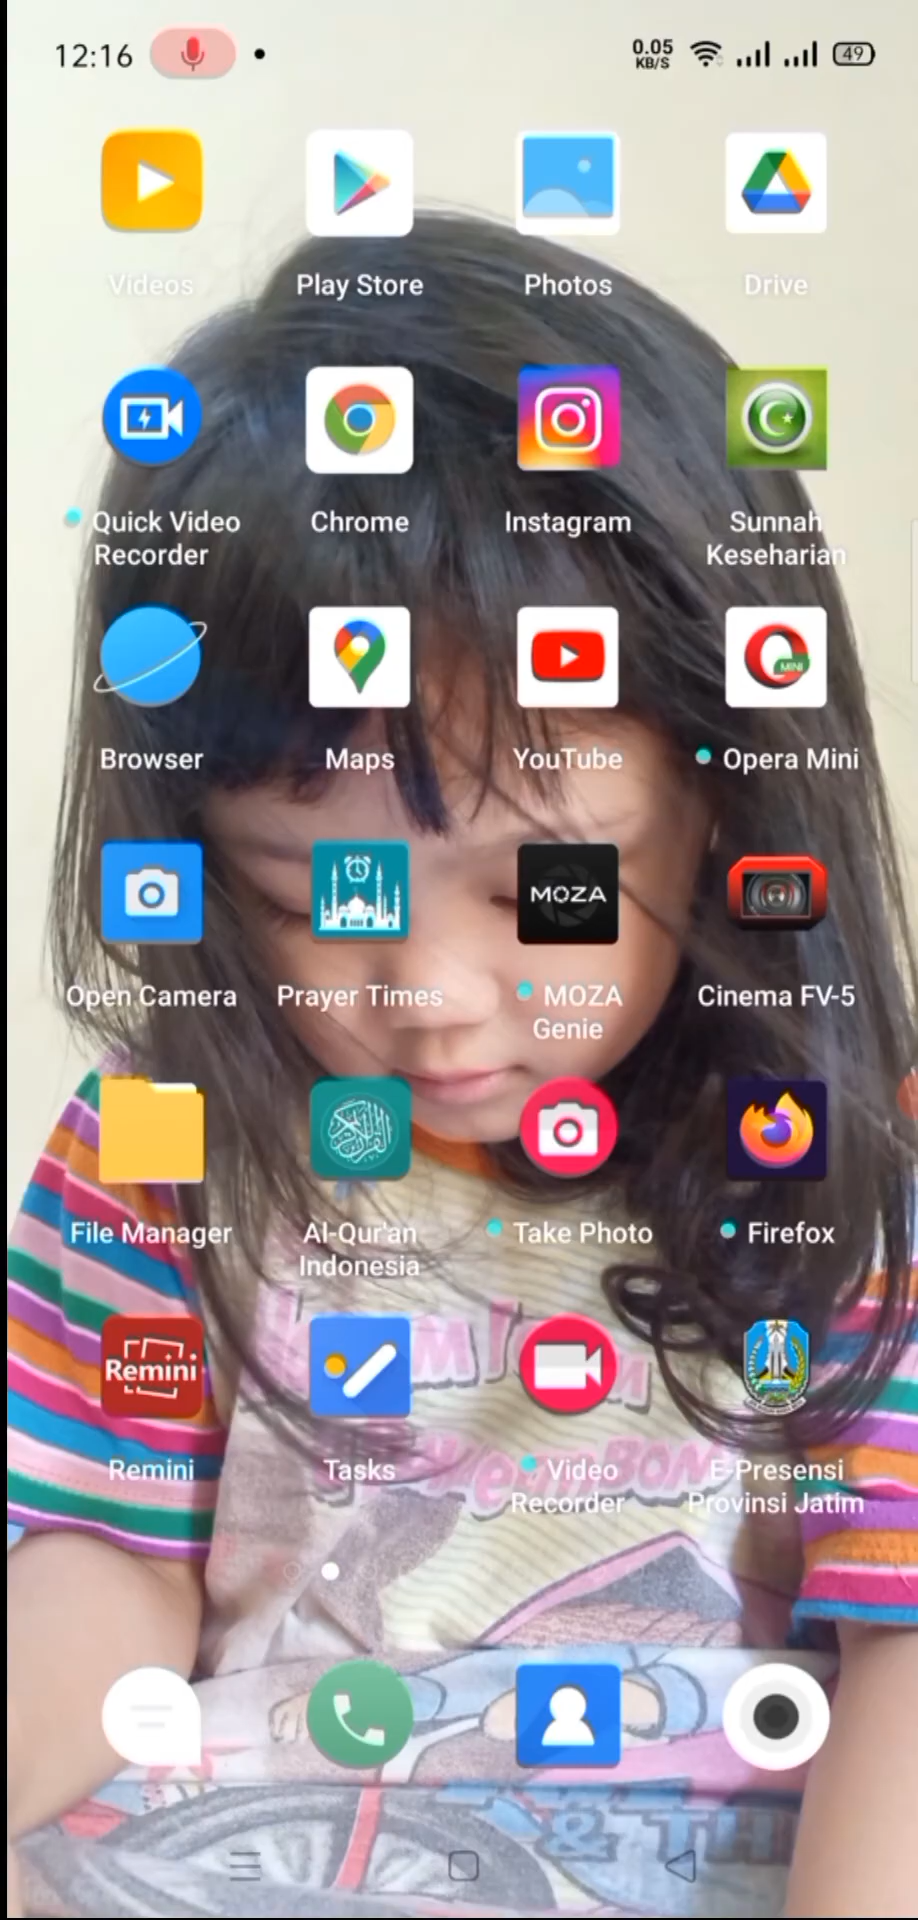 12:16
0.05
KB/S
49
Videos
Play Store
Photos
Drive
Quick Video
Recorder
Chrome
Instagram
Sunnah
Keseharian
Browser
Maps
YouTube
MINI
Opera Mini
MOZA
Open Camera
Prayer Times
MOZA
Genie
Cinema FV-5
File Manager
Al-Qur'an
Indonesia
Take Photo
Firefox
Remini
Remini
Tasks
Video
Recorder
E-Presensi
Provinsi Jatim
& TH